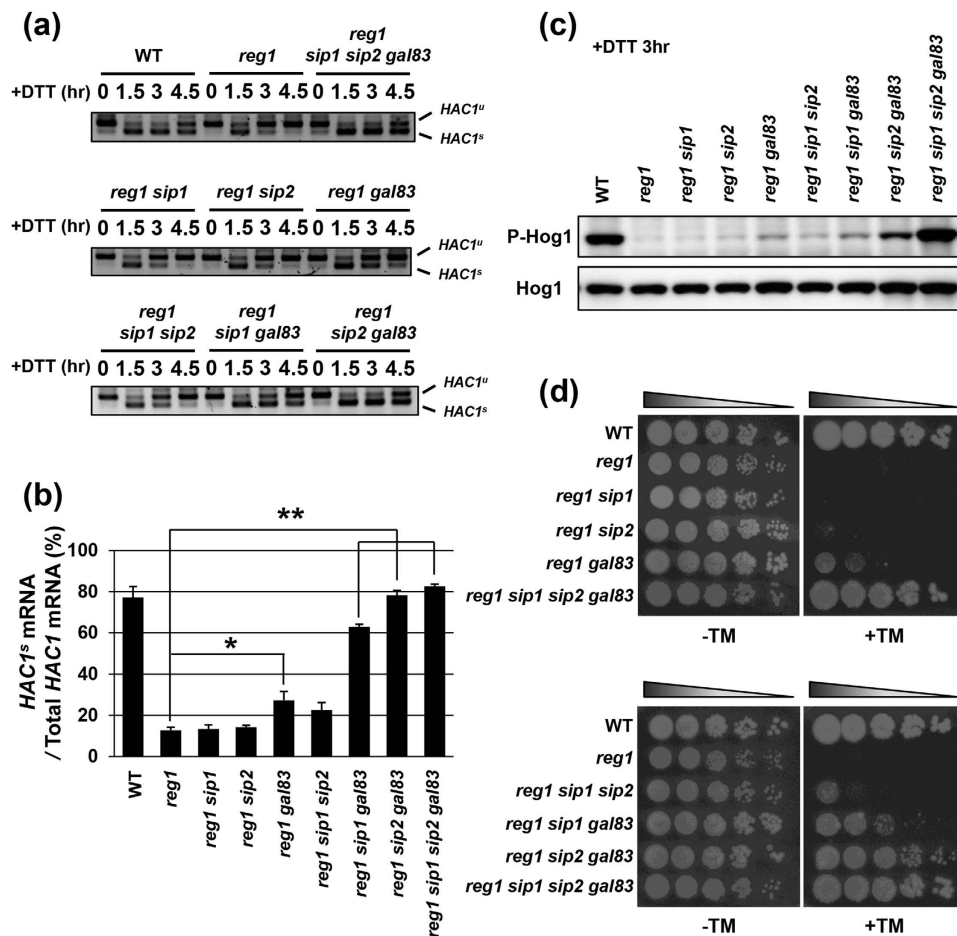 (a)
WT reg1 reg1 sip1 sip2 gal83
+DTT (hr) 0 1.5 3 4.5 0 1.5 3 4.5 0 1.5 3 4.5
HAC1ᵘ
HAC1ˢ
reg1 sip1 reg1 sip2 reg1 gal83
+DTT (hr) 0 1.5 3 4.5 0 1.5 3 4.5 0 1.5 3 4.5
HAC1ᵘ
HAC1ˢ
reg1 reg1 reg1
sip1 sip2 sip1 gal83 sip2 gal83
+DTT (hr) 0 1.5 3 4.5 0 1.5 3 4.5 0 1.5 3 4.5
HAC1ᵘ
HAC1ˢ
(b)
HAC1ˢ mRNA
/ Total HAC1 mRNA (%)
100
80
60
40
20
0
**
*
WT
reg1
reg1 sip1
reg1 sip2
reg1 gal83
reg1 sip1 sip2
reg1 sip1 gal83
reg1 sip2 gal83
reg1 sip1 sip2 gal83
(c)
+DTT 3hr
WT
reg1
reg1 sip1
reg1 sip2
reg1 gal83
reg1 sip1 sip2
reg1 sip1 gal83
reg1 sip2 gal83
reg1 sip1 sip2 gal83
P-Hog1
Hog1
(d)
WT
reg1
reg1 sip1
reg1 sip2
reg1 gal83
reg1 sip1 sip2 gal83
-TM +TM
WT
reg1
reg1 sip1 sip2
reg1 sip1 gal83
reg1 sip2 gal83
reg1 sip1 sip2 gal83
-TM +TM